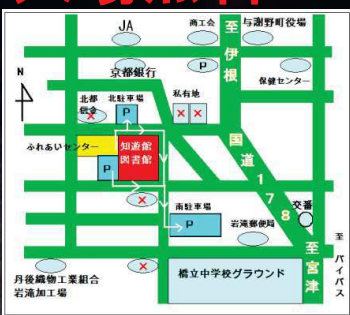 JA
商工会
与謝野町役場
至伊根
京都銀行
P
保健センター
N
北都信金
北駐車場
私有地
P
ふれあいセンター
知遊館
図書館
国道178
P
南駐車場
P
岩滝郵便局
交番
至宮津
至バイパス
丹後織物工業組合
岩滝加工場
橋立中学校グラウンド